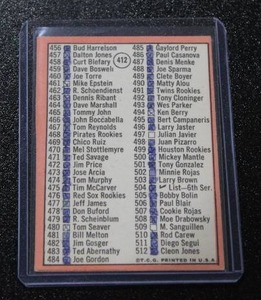 412
456 Bud Harrelson
457 Dalton Jones
458 Curt Blefary
459 Dave Boswell
460 Joe Torre
461 Mike Epstein
462 R. Schoendienst
463 Dennis Ribant
464 Dave Marshall
465 Tommy John
466 John Boccabella
467 Tom Reynolds
468 Pirates Rookies
469 Chico Ruiz
470 Mel Stottlemyre
471 Ted Savage
472 Jim Price
473 Jose Arcia
474 Tom Murphy
475 Tim McCarver
476 Red Sox Rookies
477 Jeff James
478 Don Buford
479 R. Scheinblum
480 Tom Seaver
481 Bill Melton
482 Jim Gosger
483 Ted Abernathy
484 Joe Gordon
485 Gaylord Perry
486 Paul Casanova
487 Denis Menke
488 Joe Sparma
489 Clete Boyer
490 Matty Alou
491 Twins Rookies
492 Tony Cloninger
493 Wes Parker
494 Ken Berry
495 Bert Campaneris
496 Larry Jaster
497 Julian Javier
498 Juan Pizarro
499 Houston Rookies
500 Mickey Mantle
501 Tony Gonzalez
502 Minnie Rojas
503 Larry Brown
504 ✓ List—6th Ser.
505 Bobby Bolin
506 Paul Blair
507 Cookie Rojas
508 Moe Drabowsky
509 M. Sanguillen
510 Rod Carew
511 Diego Segui
512 Cleon Jones
©T.C.G. PRINTED IN U.S.A.